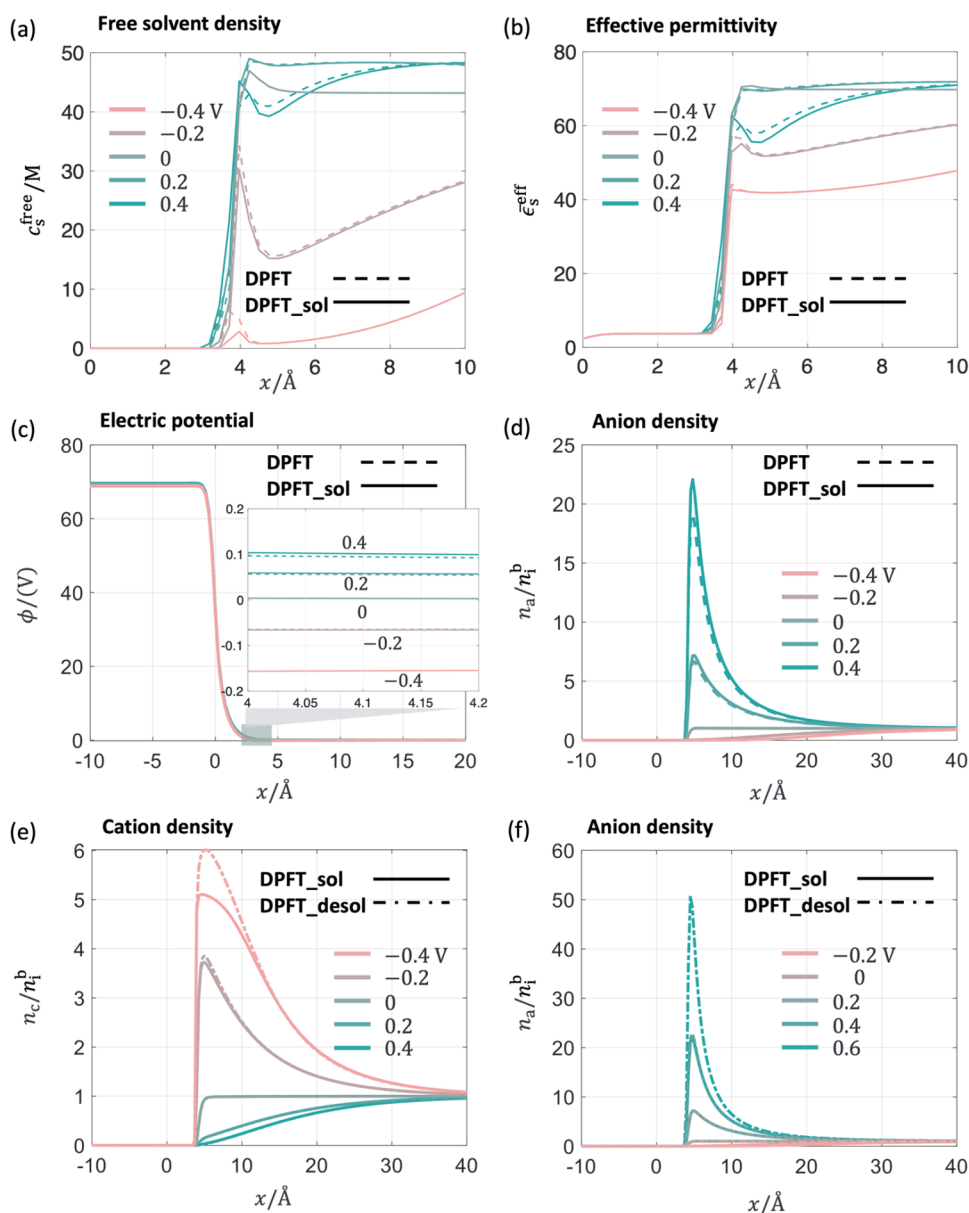 (a) Free solvent density
50
40
30
20
10
0
c_s^free/M
−0.4 V
−0.2
0
0.2
0.4
DPFT
DPFT_sol
0 2 4 6 8 10
x/Å
(b) Effective permittivity
80
60
40
20
0
ϵ̄_s^eff
−0.4 V
−0.2
0
0.2
0.4
DPFT
DPFT_sol
0 2 4 6 8 10
x/Å
(c) Electric potential
80
60
40
20
0
ϕ/(V)
DPFT
DPFT_sol
0.2
0.1
0
-0.1
-0.2
0.4
0.2
0
−0.2
−0.4
4 4.05 4.1 4.15 4.2
-10 -5 0 5 10 15 20
x/Å
(d) Anion density
25
20
15
10
5
0
n_a/n_i^b
DPFT
DPFT_sol
−0.4 V
−0.2
0
0.2
0.4
-10 0 10 20 30 40
x/Å
(e) Cation density
6
5
4
3
2
1
0
n_c/n_i^b
DPFT_sol
DPFT_desol
−0.4 V
−0.2
0
0.2
0.4
-10 0 10 20 30 40
x/Å
(f) Anion density
60
50
40
30
20
10
0
n_a/n_i^b
DPFT_sol
DPFT_desol
−0.2 V
0
0.2
0.4
0.6
-10 0 10 20 30 40
x/Å